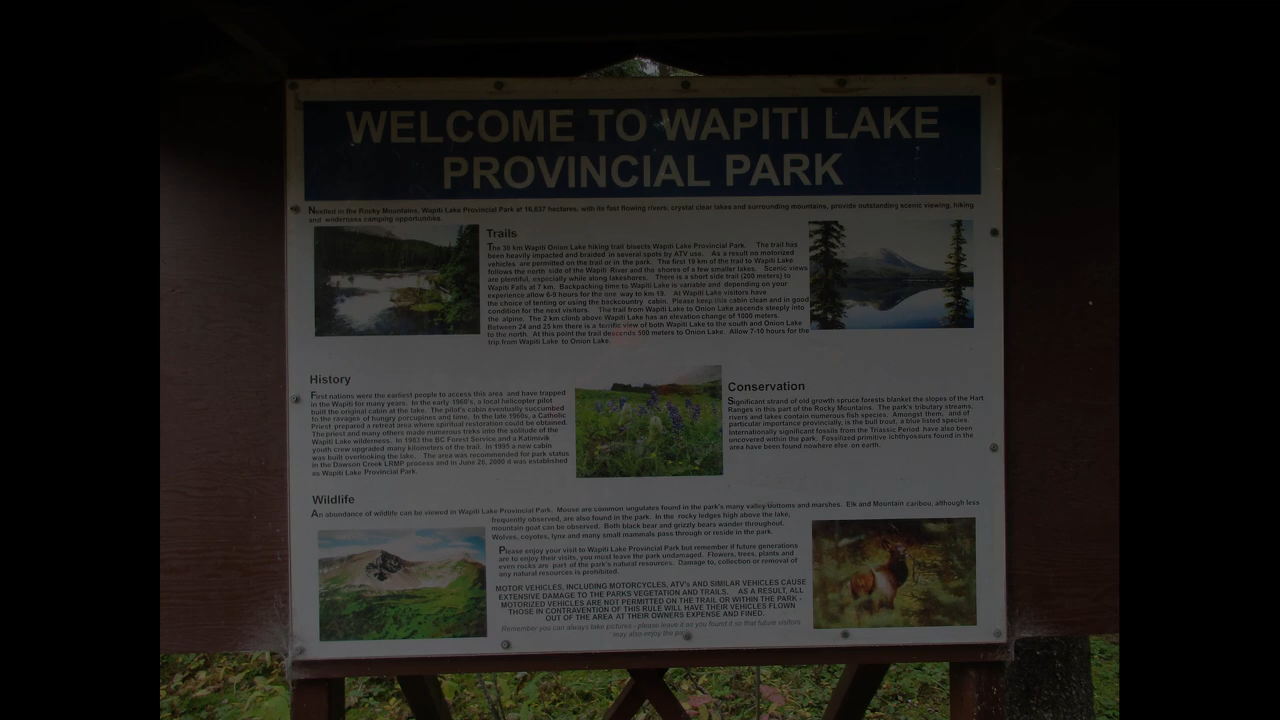 WELCOME TO WAPITI LAKE
PROVINCIAL PARK
Nestled in the Rocky Mountains, Wapiti Lake Provincial Park at 16,837 hectares, with its fast flowing rivers, crystal clear lakes and surrounding mountains, provide outstanding scenic viewing, hiking
and wilderness camping opportunities.
Trails
The 30 km Wapiti Onion Lake hiking trail bisects Wapiti Lake Provincial Park. The trail has
been heavily impacted and braided in several spots by ATV use. As a result no motorized
vehicles are permitted on the trail or in the park. The first 19 km of the trail to Wapiti Lake
follows the north side of the Wapiti River and the shores of a few smaller lakes. Scenic views
are plentiful, especially while along lakeshores. There is a short side trail (200 meters) to
Wapiti Falls at 7 km. Backpacking time to Wapiti Lake is variable and depending on your
experience allow 6-9 hours for the one way to km 19. At Wapiti Lake visitors have
the choice of tenting or using the backcountry cabin. Please keep this cabin clean and in good
condition for the next visitors. The trail from Wapiti Lake to Onion Lake ascends steeply into
the alpine. The 2 km climb above Wapiti Lake has an elevation change of 1000 meters.
Between 24 and 25 km there is a terrific view of both Wapiti Lake to the south and Onion Lake
to the north. At this point the trail descends 500 meters to Onion Lake. Allow 7-10 hours for the
trip from Wapiti Lake to Onion Lake.
History
First nations were the earliest people to access this area and have trapped
in the Wapiti for many years. In the early 1960's, a local helicopter pilot
built the original cabin at the lake. The pilot's cabin eventually succumbed
to the ravages of hungry porcupines and time. In the late 1960s, a Catholic
Priest prepared a retreat area where spiritual restoration could be obtained.
The priest and many others made numerous treks into the solitude of the
Wapiti Lake wilderness. In 1983 the BC Forest Service and a Katimivik
youth crew upgraded many kilometers of the trail. In 1995 a new cabin
was built overlooking the lake. The area was recommended for park status
in the Dawson Creek LRMP process and in June 26, 2000 it was established
as Wapiti Lake Provincial Park.
Conservation
Significant strand of old growth spruce forests blanket the slopes of the Hart
Ranges in this part of the Rocky Mountains. The park's tributary streams,
rivers and lakes contain numerous fish species. Amongst them, and of
particular importance provincially, is the bull trout, a blue listed species.
Internationally significant fossils from the Triassic Period have also been
uncovered within the park. Fossilized primitive ichthyosaurs found in the
area have been found nowhere else on earth.
Wildlife
An abundance of wildlife can be viewed in Wapiti Lake Provincial Park. Mouse are common ungulates found in the park's many valley bottoms and marshes. Elk and Mountain caribou, although less
frequently observed, are also found in the park. In the rocky ledges high above the lake,
mountain goat can be observed. Both black bear and grizzly bears wander throughout.
Wolves, coyotes, lynx and many small mammals pass through or reside in the park.
Please enjoy your visit to Wapiti Lake Provincial Park but remember if future generations
are to enjoy their visits, you must leave the park undamaged. Flowers, trees, plants and
even rocks are part of the park's natural resources. Damage to, collection or removal of
any natural resources is prohibited.
MOTOR VEHICLES, INCLUDING MOTORCYCLES, ATV's AND SIMILAR VEHICLES CAUSE
EXTENSIVE DAMAGE TO THE PARKS VEGETATION AND TRAILS. AS A RESULT, ALL
MOTORIZED VEHICLES ARE NOT PERMITTED ON THE TRAIL OR WITHIN THE PARK -
THOSE IN CONTRAVENTION OF THIS RULE WILL HAVE THEIR VEHICLES FLOWN
OUT OF THE AREA AT THEIR OWNERS EXPENSE AND FINED.
Remember you can always take pictures - please leave it as you found it so that future visitors
may also enjoy the park.